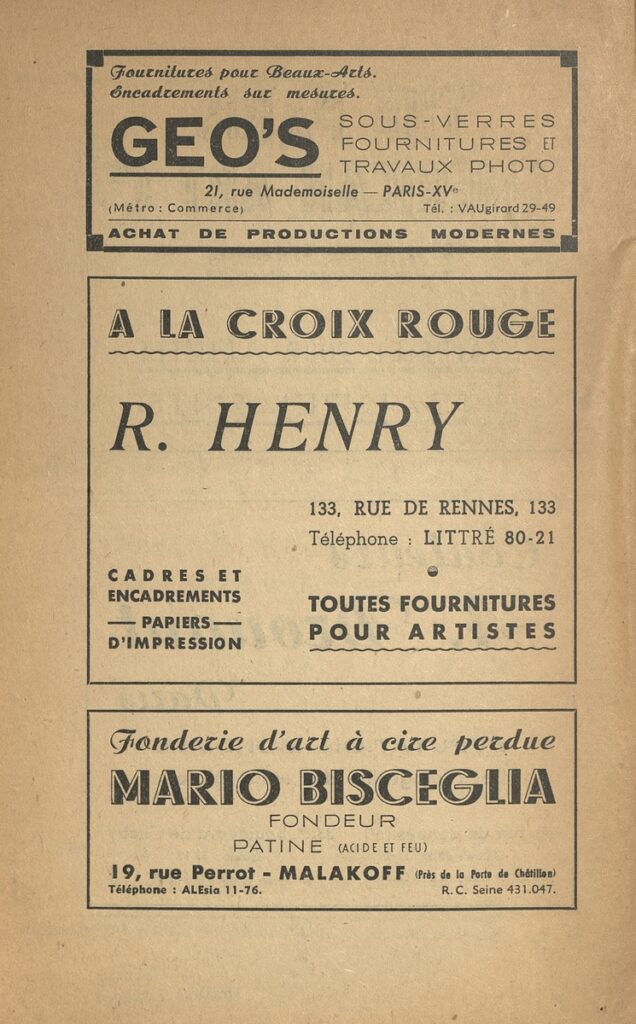 Fournitures pour Beaux-Arts.
Encadrements sur mesures.
GEO'S
SOUS-VERRES
FOURNITURES ET
TRAVAUX PHOTO
21, rue Mademoiselle — PARIS-XVe
(Métro : Commerce) Tél. : VAUgirard 29-49
ACHAT DE PRODUCTIONS MODERNES
A LA CROIX ROUGE
R. HENRY
133, RUE DE RENNES, 133
Téléphone : LITTRÉ 80-21
CADRES ET
ENCADREMENTS
— PAPIERS —
D'IMPRESSION
TOUTES FOURNITURES
POUR ARTISTES
Fonderie d'art à cire perdue
MARIO BISCEGLIA
FONDEUR
PATINE (ACIDE ET FEU)
19, rue Perrot - MALAKOFF (Près de la Porte de Châtillon)
Téléphone : ALEsia 11-76. R.C. Seine 431.047.